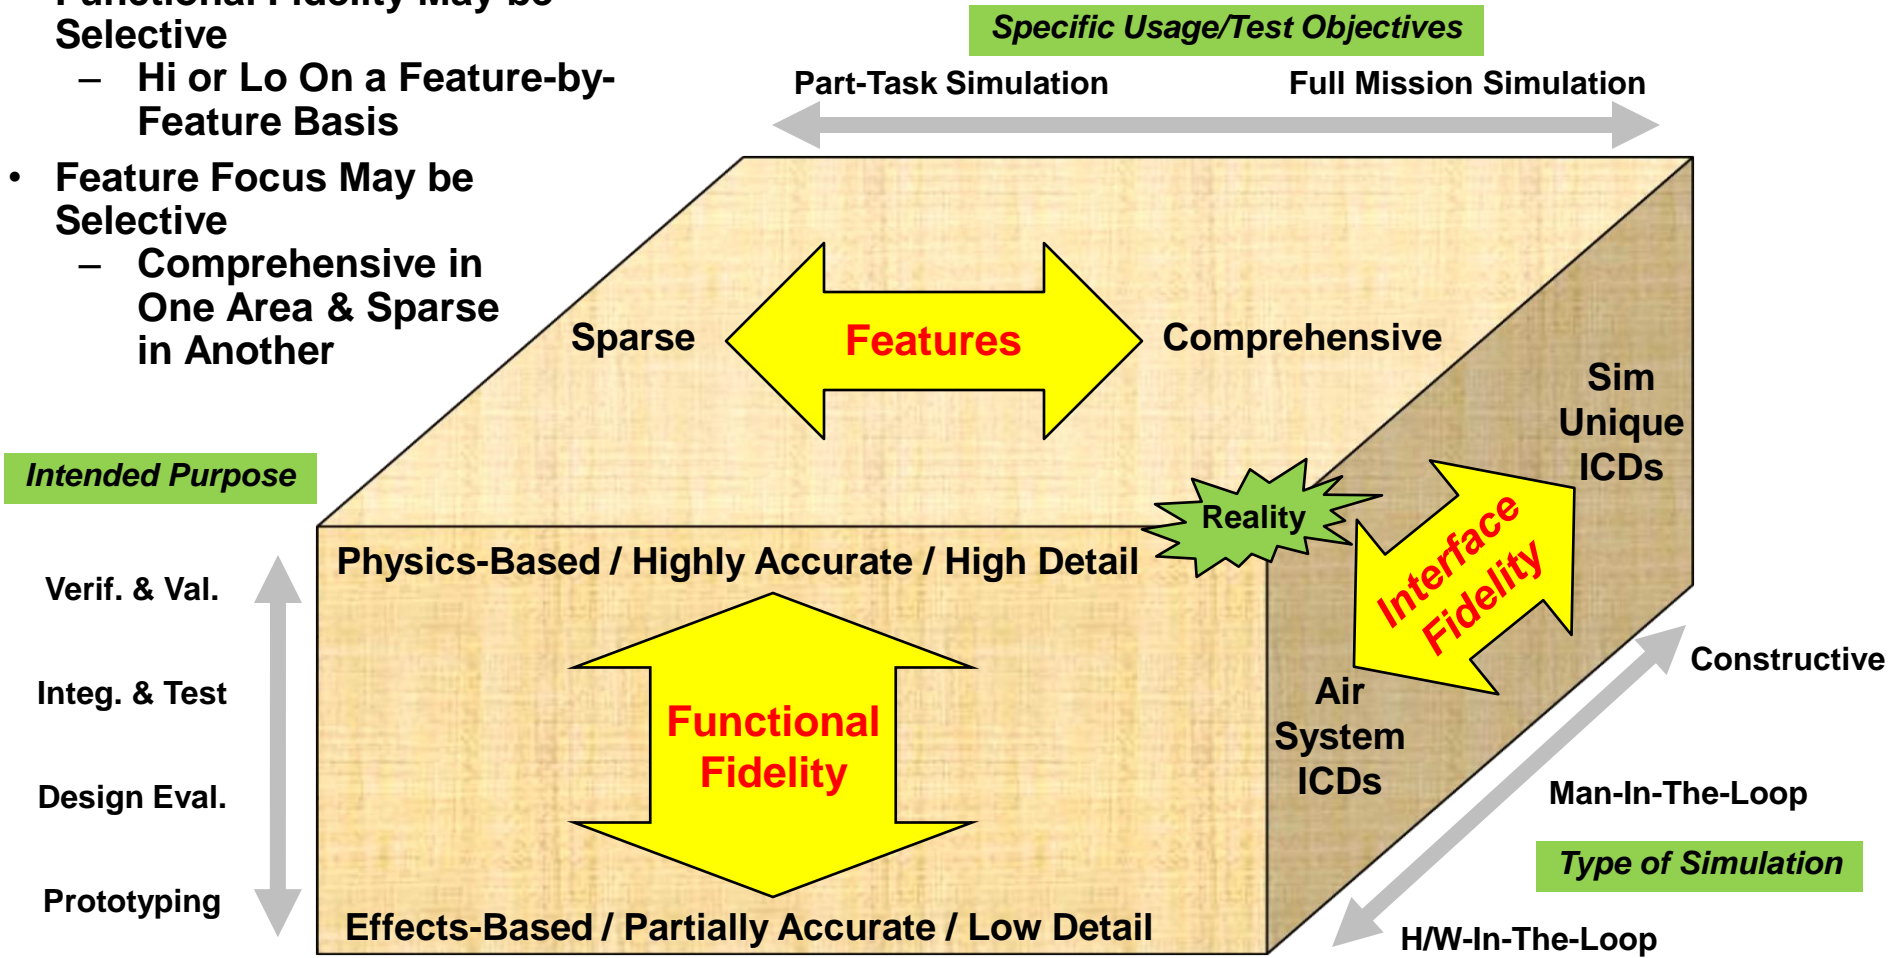 Functional Fidelity May be
Selective
– Hi or Lo On a Feature-by-
Feature Basis
• Feature Focus May be
Selective
– Comprehensive in
One Area & Sparse
in Another
Specific Usage/Test Objectives
Part-Task Simulation
Full Mission Simulation
Sparse
Features
Comprehensive
Sim
Unique
ICDs
Intended Purpose
Reality
Interface
Fidelity
Physics-Based / Highly Accurate / High Detail
Verif. & Val.
Integ. & Test
Design Eval.
Prototyping
Functional
Fidelity
Air
System
ICDs
Constructive
Man-In-The-Loop
Type of Simulation
H/W-In-The-Loop
Effects-Based / Partially Accurate / Low Detail